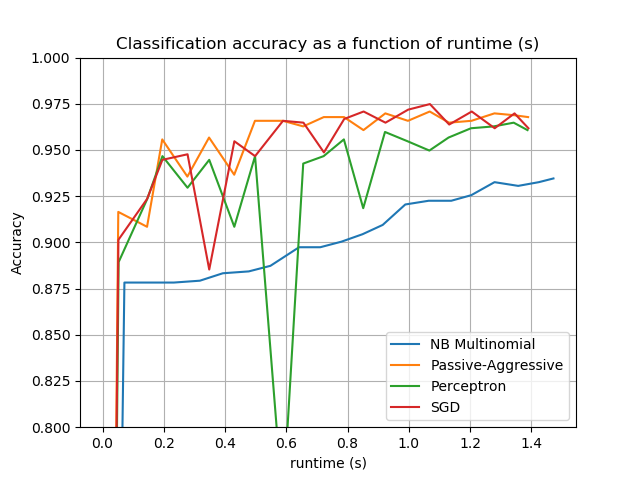 Classification accuracy as a function of runtime (s)
1.000
0.975
0.950
0.925
0.900
0.875
0.850
0.825
0.800
Accuracy
NB Multinomial
Passive-Aggressive
Perceptron
SGD
0.0 0.2 0.4 0.6 0.8 1.0 1.2 1.4
runtime (s)